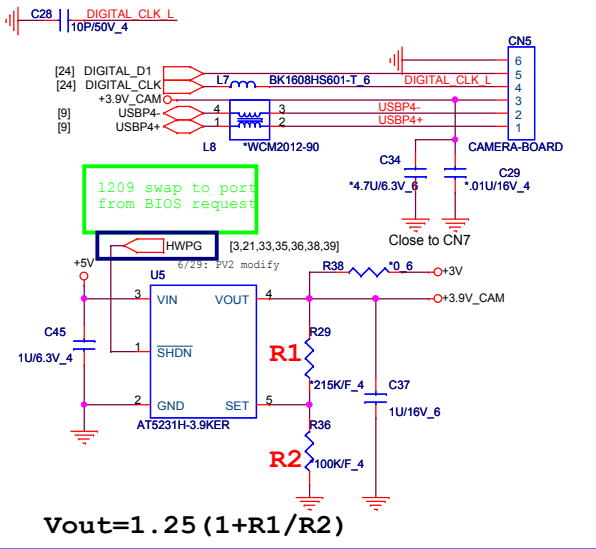 C28 DIGITAL_CLK_L
10P/50V_4
CN5
6
[24] DIGITAL_D1 5
[24] DIGITAL_CLK L7 BK1608HS601-T_6 DIGITAL_CLK_L 4
+3.9V_CAM 3
[9] USBP4- 4 3 USBP4- 2
[9] USBP4+ 1 2 USBP4+ 1
L8 *WCM2012-90 CAMERA-BOARD
C34 C29
*4.7U/6.3V_6 *.01U/16V_4
1209 swap to port
from BIOS request
Close to CN7
HWPG [3,21,33,35,36,38,39]
6/29: PV2 modify
+5V U5 R38 *0_6 +3V
3 VIN VOUT 4 +3.9V_CAM
C45
1U/6.3V_4
R29
R1
1 SHDN
*215K/F_4 C37
1U/16V_6
2 GND SET 5
AT5231H-3.9KER
R36
R2
*100K/F_4
Vout=1.25(1+R1/R2)